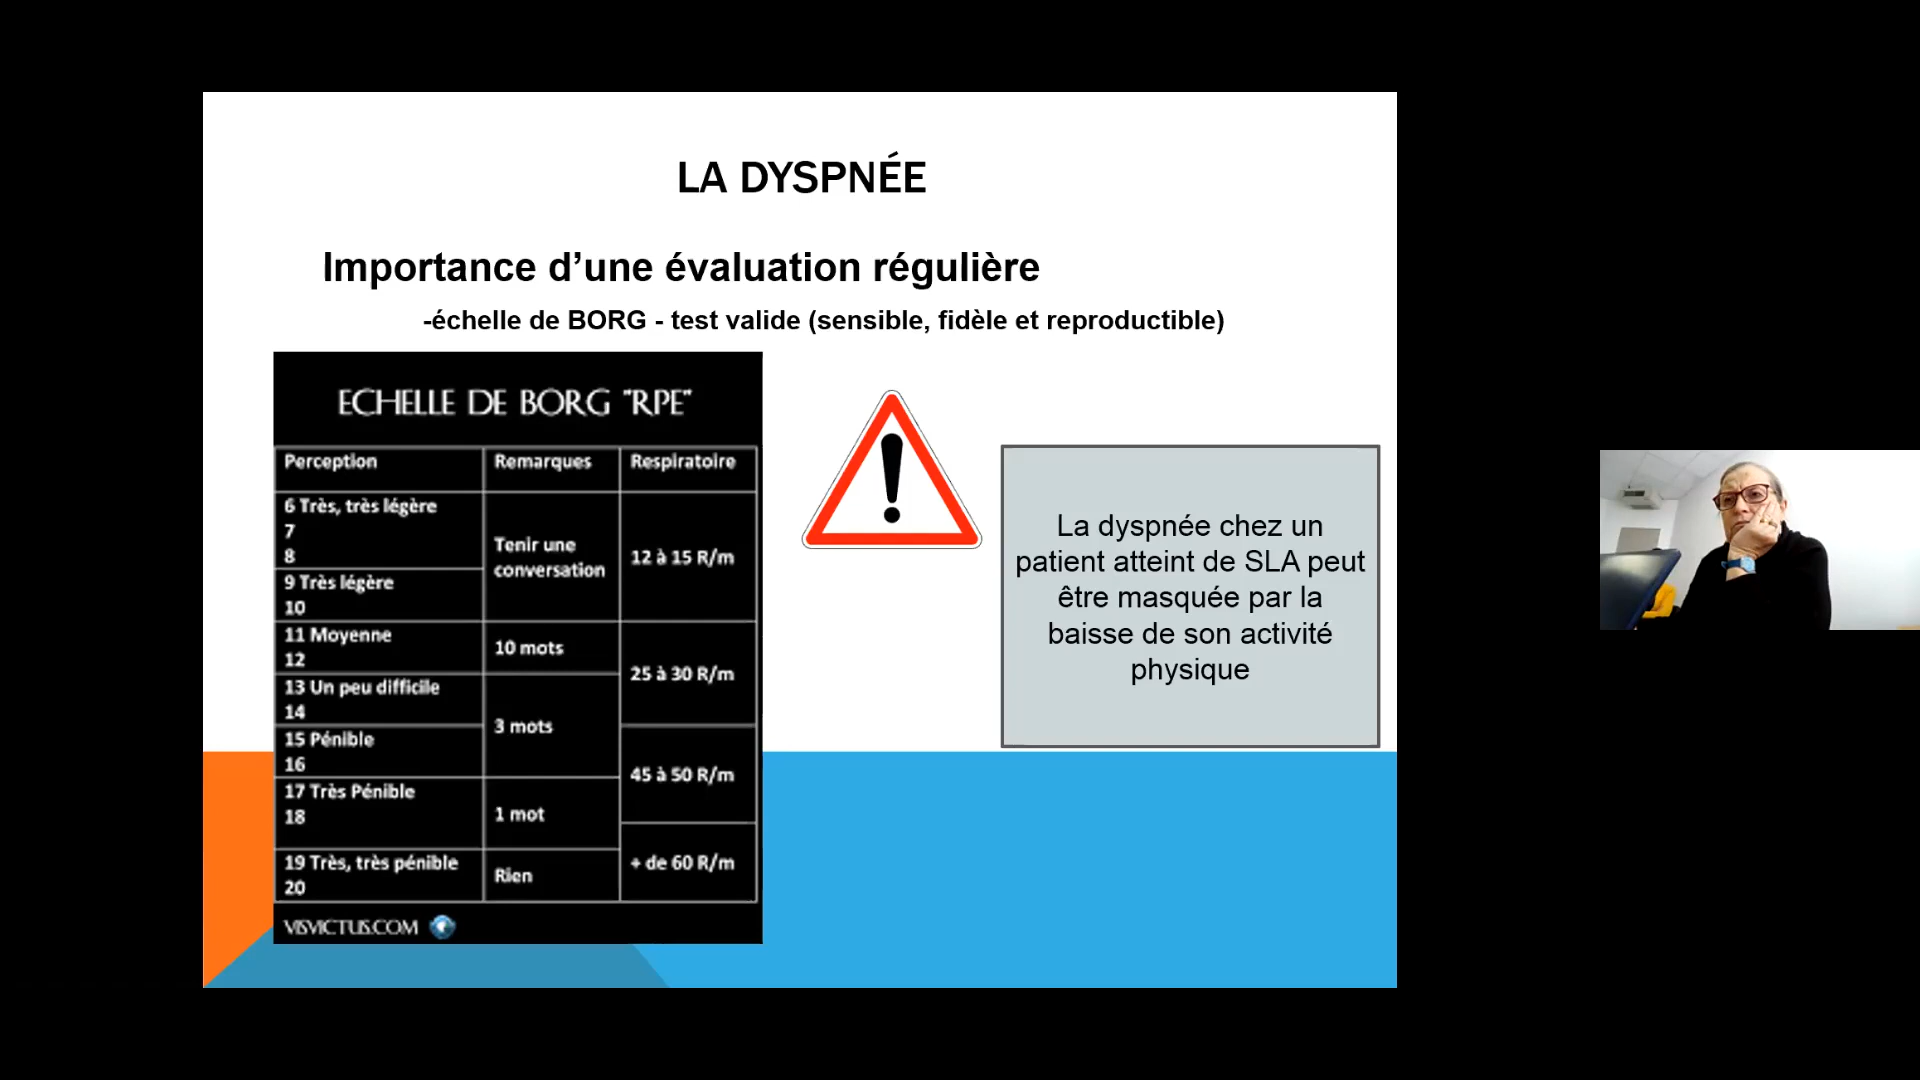 LA DYSPNÉE
Importance d’une évaluation régulière
-échelle de BORG - test valide (sensible, fidèle et reproductible)
ECHELLE DE BORG "RPE"
Perception Remarques Respiratoire
6 Très, très légère
7
8
9 Très légère
10
Tenir une
conversation
12 à 15 R/m
11 Moyenne
12
10 mots
25 à 30 R/m
13 Un peu difficile
14
3 mots
15 Pénible
16
45 à 50 R/m
17 Très Pénible
18
1 mot
+ de 60 R/m
19 Très, très pénible
20
Rien
VISVICTUS.COM
La dyspnée chez un
patient atteint de SLA peut
être masquée par la
baisse de son activité
physique